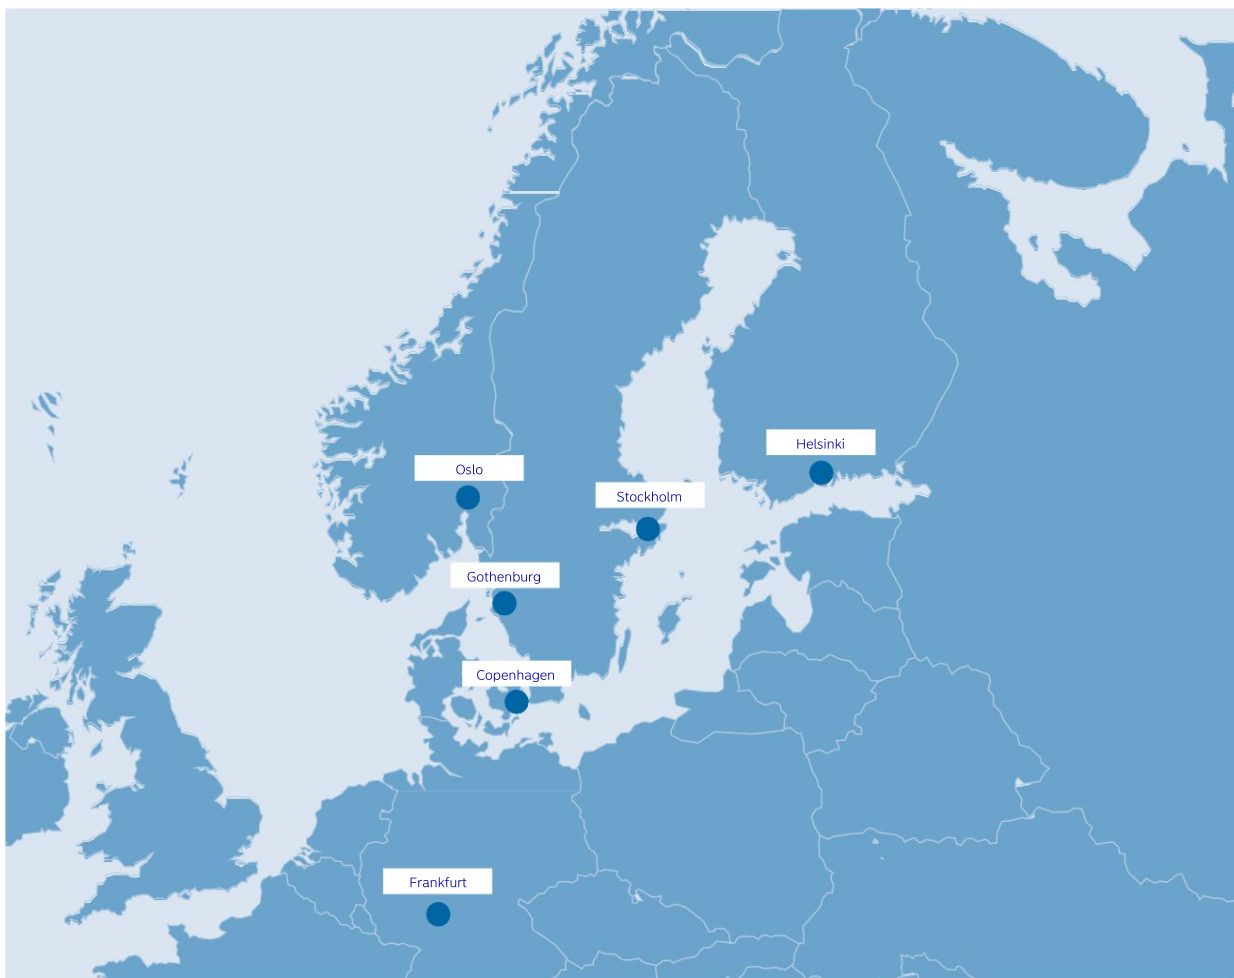 Helsinki
Oslo
Stockholm
Gothenburg
Copenhagen
Frankfurt